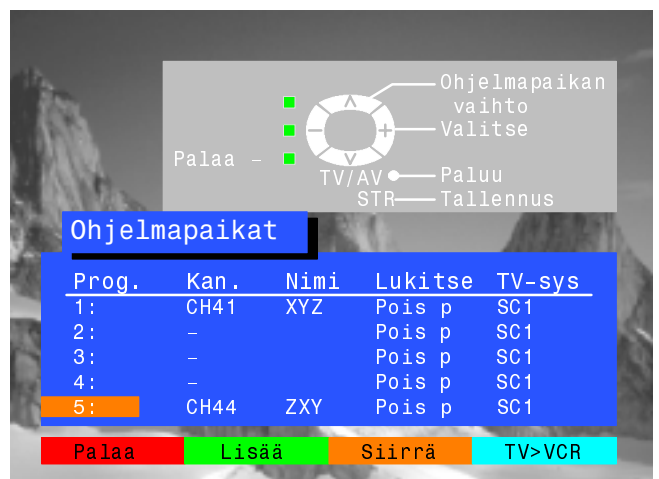 Ohjelmapaikan
vaihto
Valitse
Palaa –
TV/AV Paluu
STR Tallennus
Ohjelmapaikat
Prog. Kan. Nimi Lukitse TV-sys
1: CH41 XYZ Pois p SC1
2: – Pois p SC1
3: – Pois p SC1
4: – Pois p SC1
5: CH44 ZXY Pois p SC1
Palaa Lisää Siirrä TV>VCR